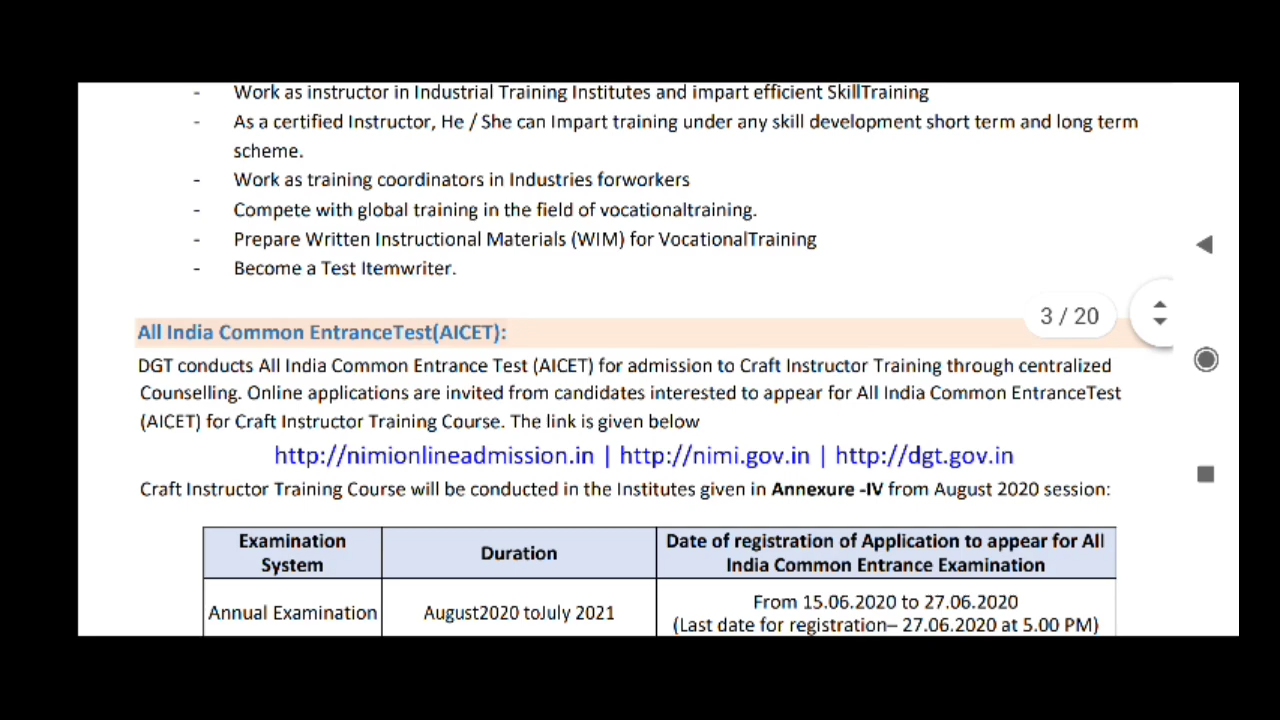 - Work as instructor in Industrial Training Institutes and impart efficient SkillTraining
- As a certified Instructor, He / She can Impart training under any skill development short term and long term
scheme.
- Work as training coordinators in Industries forworkers
- Compete with global training in the field of vocationaltraining.
- Prepare Written Instructional Materials (WIM) for VocationalTraining
- Become a Test Itemwriter.
3 / 20
All India Common EntranceTest(AICET):
DGT conducts All India Common Entrance Test (AICET) for admission to Craft Instructor Training through centralized
Counselling. Online applications are invited from candidates interested to appear for All India Common EntranceTest
(AICET) for Craft Instructor Training Course. The link is given below
http://nimionlineadmission.in | http://nimi.gov.in | http://dgt.gov.in
Craft Instructor Training Course will be conducted in the Institutes given in Annexure -IV from August 2020 session:
Examination
System
Duration
Date of registration of Application to appear for All
India Common Entrance Examination
Annual Examination
August2020 toJuly 2021
From 15.06.2020 to 27.06.2020
(Last date for registration– 27.06.2020 at 5.00 PM)